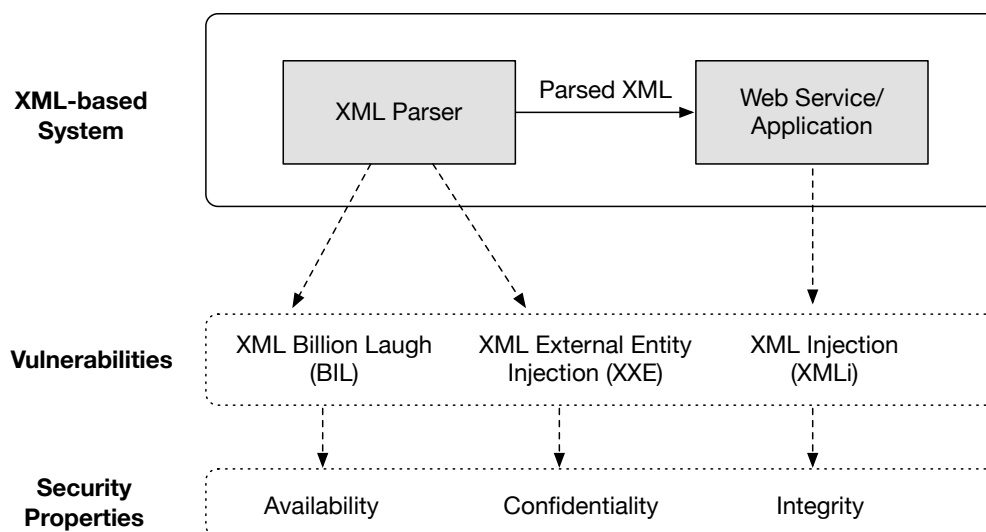 XML-based
System
XML Parser
Parsed XML
Web Service/
Application
Vulnerabilities
XML Billion Laugh
(BIL)
XML External Entity
Injection (XXE)
XML Injection
(XMLi)
Security
Properties
Availability
Confidentiality
Integrity